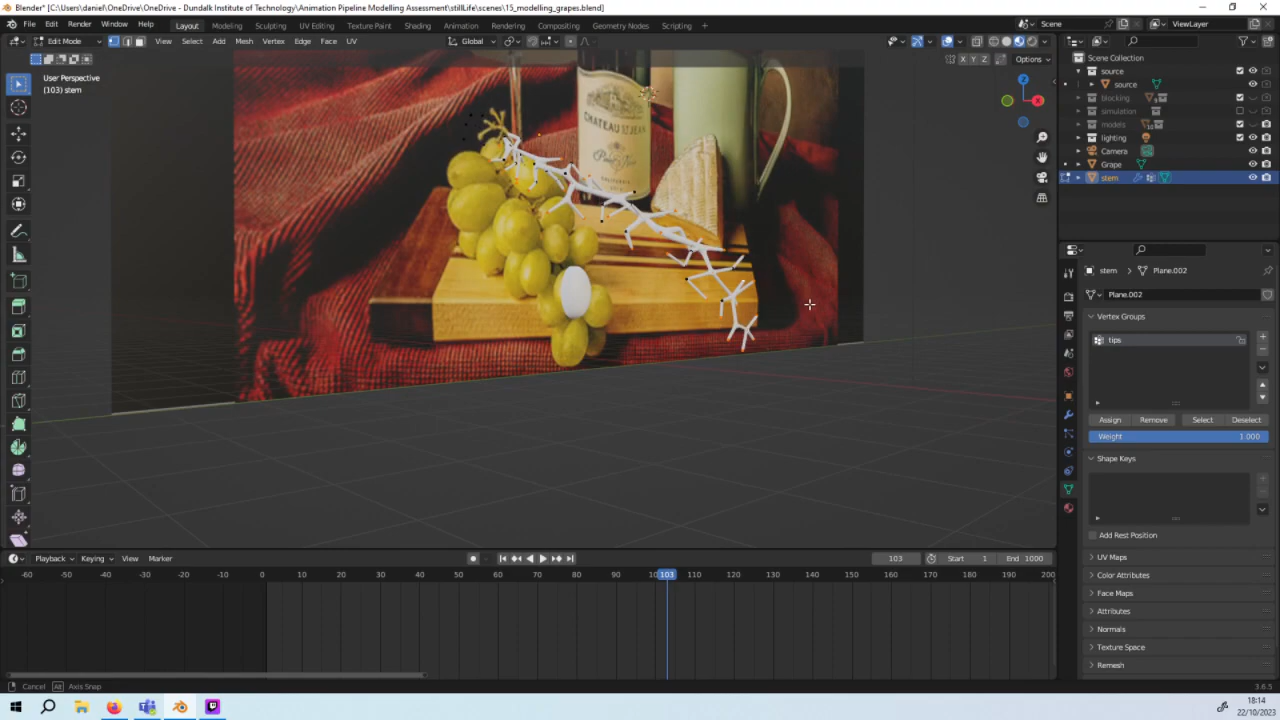 Blender* [C:\Users\daniel\OneDrive\OneDrive - Dundalk Institute of Technology\Animation Pipeline Modelling Assessment\stillLife\scenes\15_modelling_grapes.blend]
File Edit Render Window Help Layout Modeling Sculpting UV Editing Texture Paint Shading Animation Rendering Compositing Geometry Nodes Scripting + Scene ViewLayer
Edit Mode View Select Add Mesh Vertex Edge Face UV Global
X Y Z Options
User Perspective
(103) stem
Z
X
CHATEAU ST JEAN
Pinot Noir
CALIFORNIA
Scene Collection
source
source
blocking
simulation
models
lighting
Camera
Grape
stem
stem > Plane.002
Plane.002
Vertex Groups
tips
Assign Remove Select Deselect
Weight 1.000
Shape Keys
Add Rest Position
UV Maps
Color Attributes
Face Maps
Attributes
Normals
Texture Space
Remesh
Playback Keying View Marker 103 Start 1 End 1000
-60 -50 -40 -30 -20 -10 0 10 20 30 40 50 60 70 80 90 103 110 120 130 140 150 160 170 180 190 200
Cancel Alt Axis Snap 3.6.5
18:14
22/10/2023